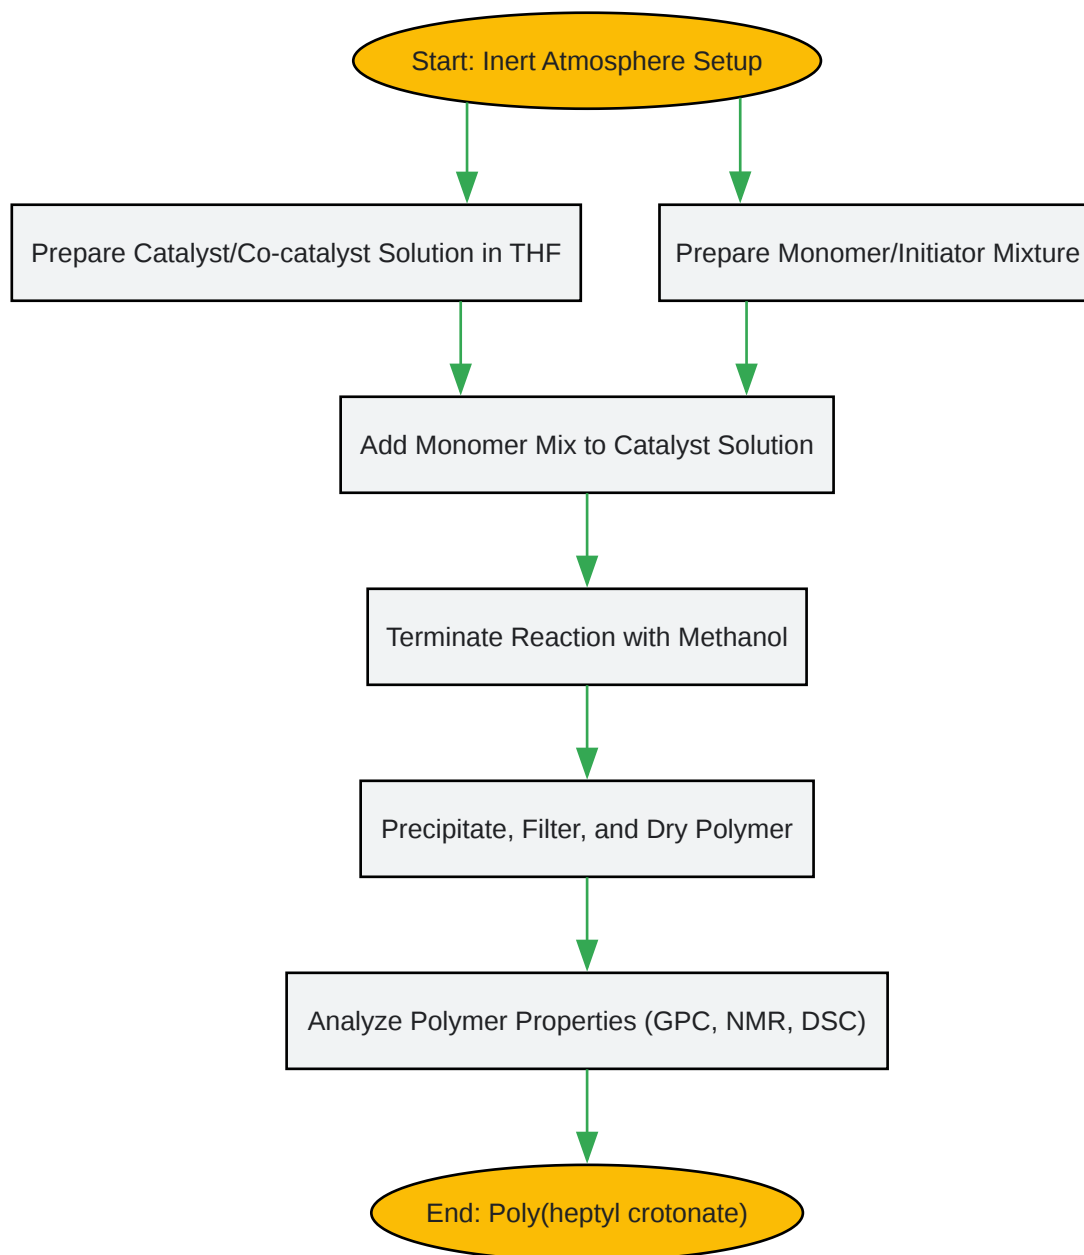 Start: Inert Atmosphere Setup
Prepare Catalyst/Co-catalyst Solution in THF
Prepare Monomer/Initiator Mixture
Add Monomer Mix to Catalyst Solution
Terminate Reaction with Methanol
Precipitate, Filter, and Dry Polymer
Analyze Polymer Properties (GPC, NMR, DSC)
End: Poly(heptyl crotonate)